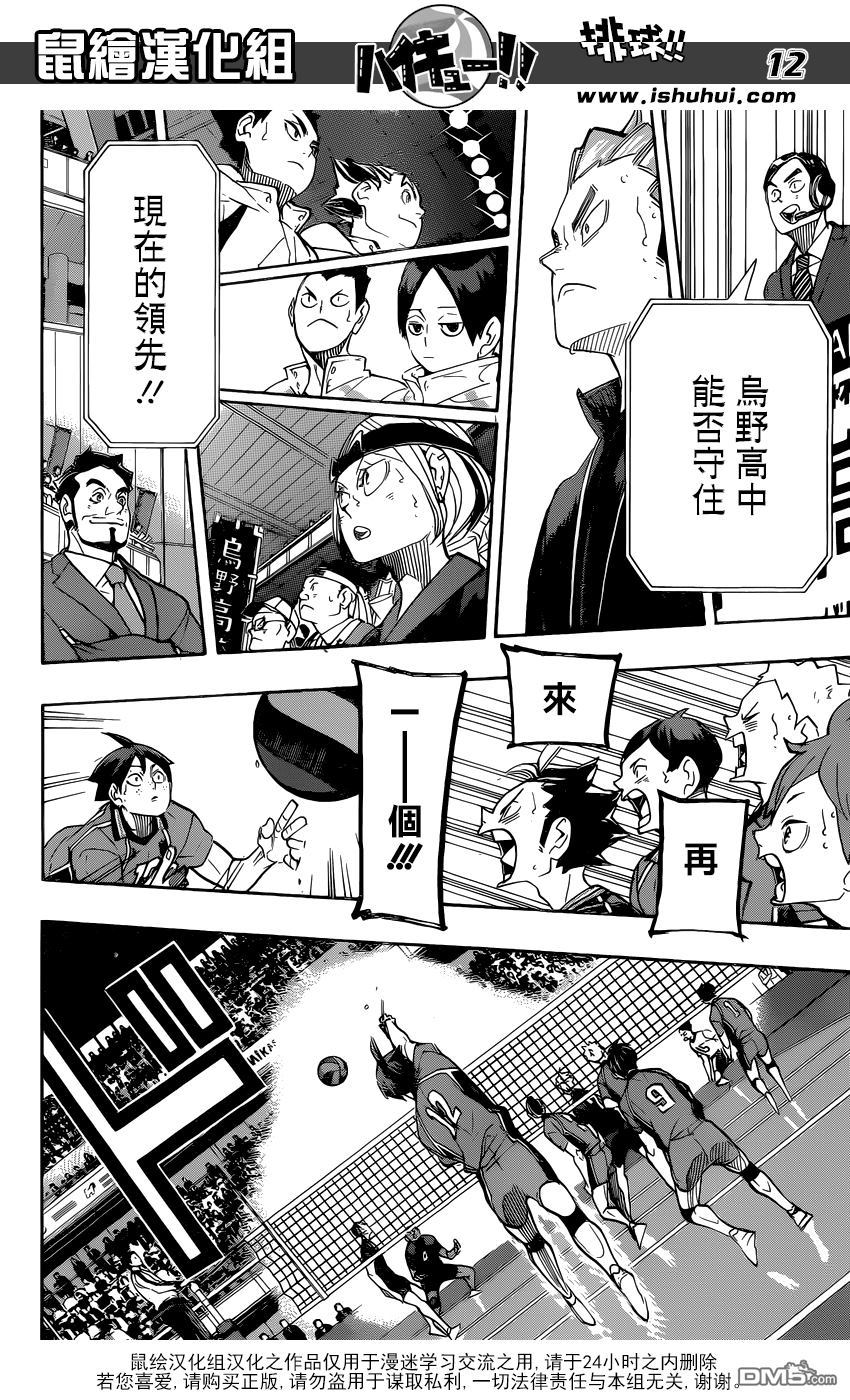 鼠繪漢化組
ハイキュー!!
排球!!
12
www.ishuhui.com
烏野高中
能否守住
現在的領先!!
烏野高
再
來
一——個!!!
MIKAS
12
9
鼠绘汉化组汉化之作品仅用于漫迷学习交流之用, 请于24小时之内删除
若您喜爱, 请购买正版, 请勿用于谋取私利, 一切法律责任与本组无关, 谢谢。
DM5.com